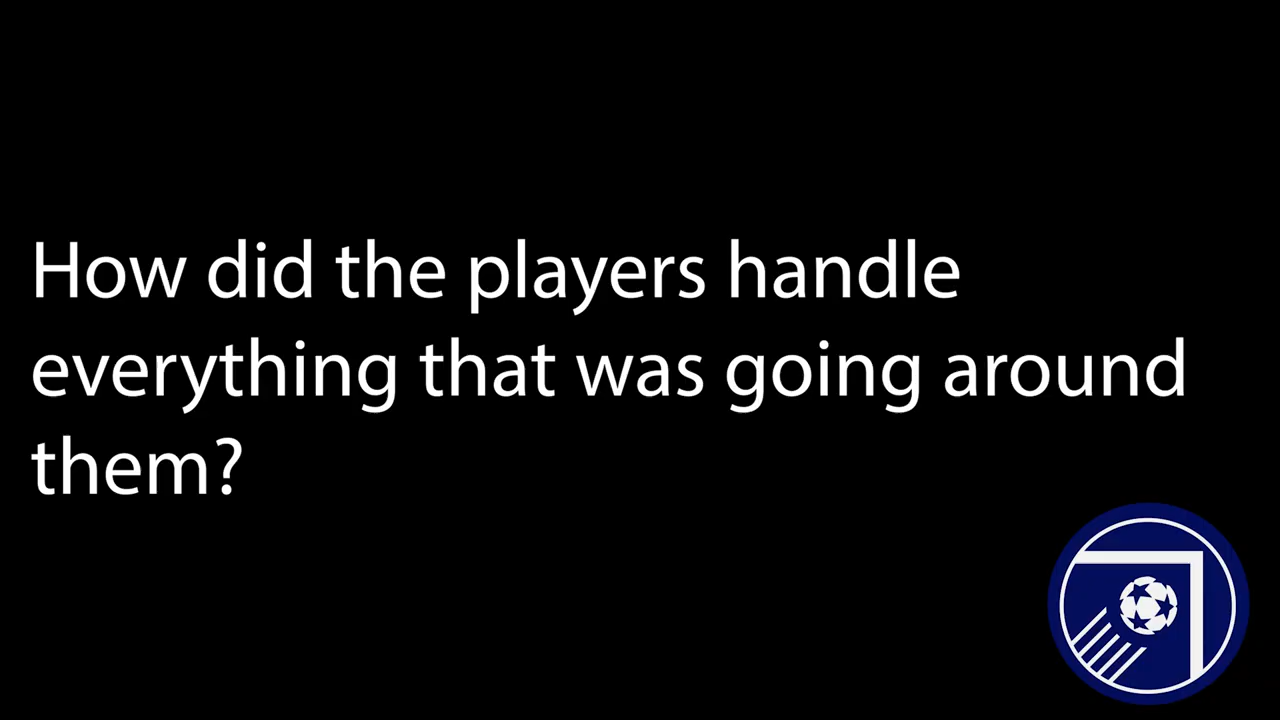 How did the players handle
everything that was going around
them?